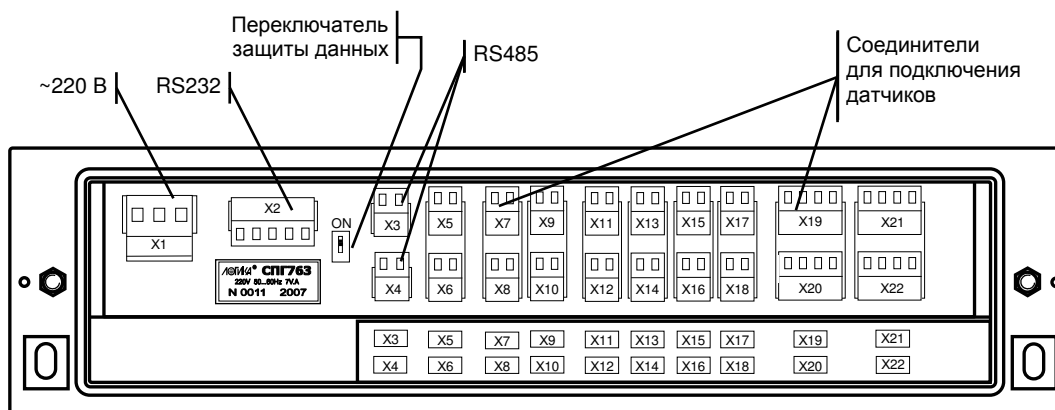 Переключатель
защиты данных
RS485
Соединители
для подключения
датчиков
~220 В
RS232
X1
X2
ON
X3
X5
X7
X9
X11
X13
X15
X17
X19
X21
X4
X6
X8
X10
X12
X14
X16
X18
X20
X22
ЛОГИКА® СПГ763
220V 50...60Hz 7V.A
N 0011 2007
X3 X5 X7 X9 X11 X13 X15 X17 X19 X21
X4 X6 X8 X10 X12 X14 X16 X18 X20 X22